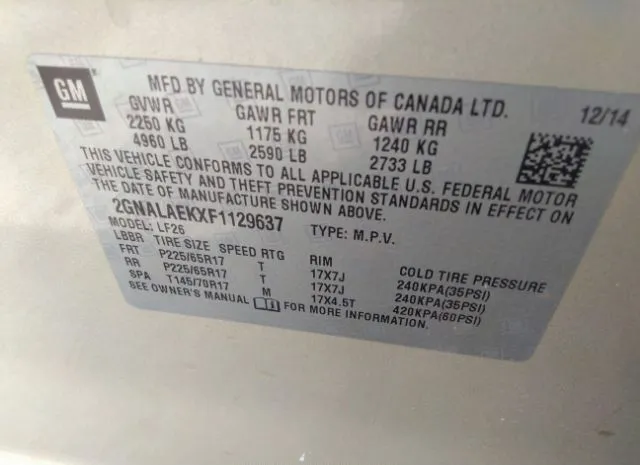 GM
MFD BY GENERAL MOTORS OF CANADA LTD.
12/14
GVWR GAWR FRT GAWR RR
2250 KG 1175 KG 1240 KG
4960 LB 2590 LB 2733 LB
THIS VEHICLE CONFORMS TO ALL APPLICABLE U.S. FEDERAL MOTOR
VEHICLE SAFETY AND THEFT PREVENTION STANDARDS IN EFFECT ON
THE DATE OF MANUFACTURE SHOWN ABOVE.
2GNALAEKXF1129637 TYPE: M.P.V.
MODEL: LF26
LBBR TIRE SIZE SPEED RTG RIM COLD TIRE PRESSURE
FRT P225/65R17 T 17X7J 240KPA(35PSI)
RR P225/65R17 T 17X7J 240KPA(35PSI)
SPA T145/70R17 M 17X4.5T 420KPA(60PSI)
SEE OWNER'S MANUAL FOR MORE INFORMATION.